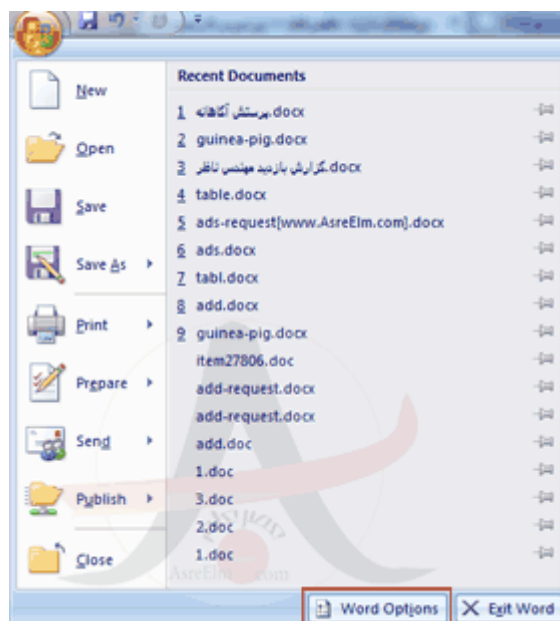 New
Open
Save
Save As
Print
Prepare
Send
Publish
Close
Recent Documents
1 پرستش آگاهانه.docx
2 guinea-pig.docx
3 گزارش بازدید مهندس ناظر.docx
4 table.docx
5 ads-request[www.AsreElm.com].docx
6 ads.docx
7 tabl.docx
8 add.docx
9 guinea-pig.docx
item27806.doc
add-request.docx
add-request.docx
add.doc
1.doc
3.doc
2.doc
1.doc
AsreElm .com
Word Options
Exit Word